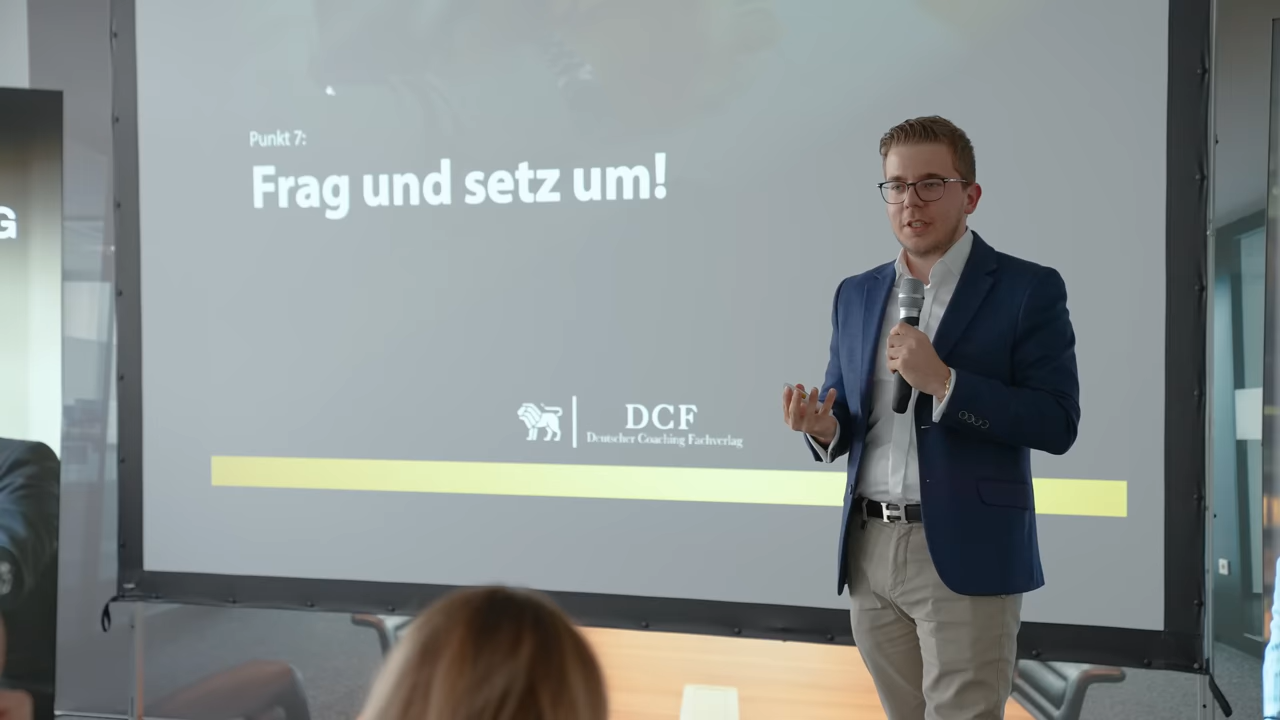 Punkt 7:
Frag und setz um!
DCF
Deutscher Coaching Fachverlag
G